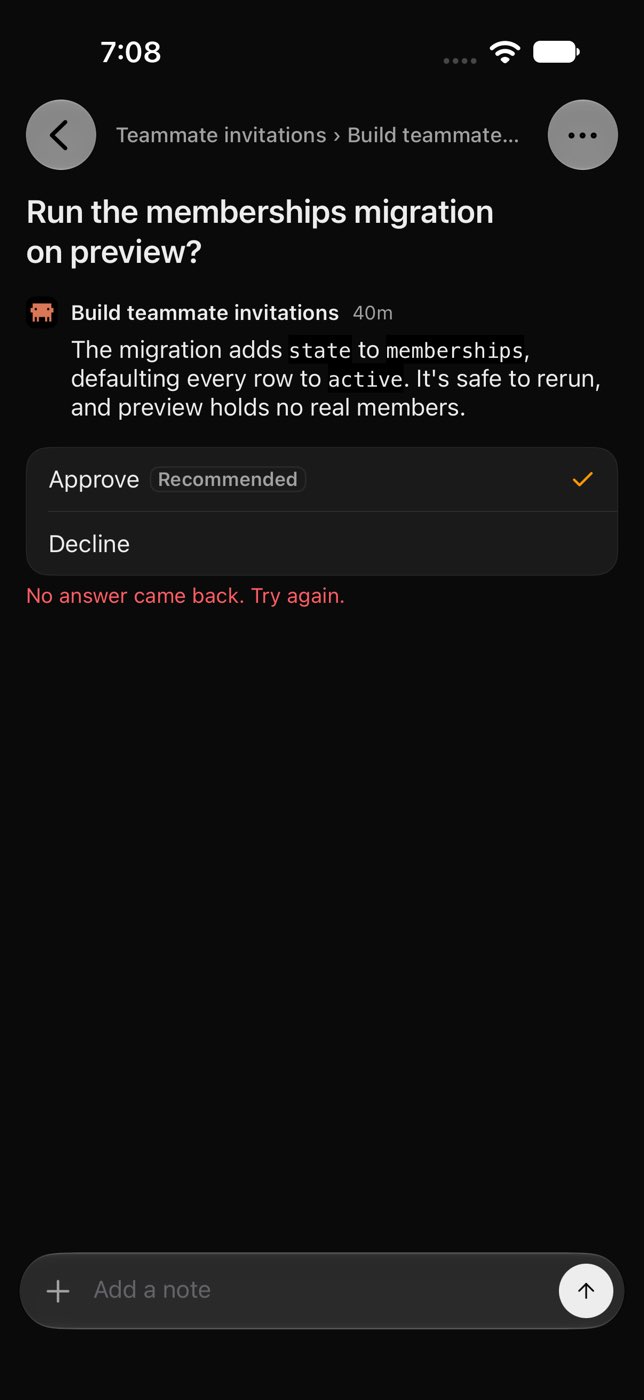 7:08
Teammate invitations › Build teammate...
Run the memberships migration
on preview?
Build teammate invitations 40m
The migration adds state to memberships,
defaulting every row to active. It's safe to rerun,
and preview holds no real members.
Approve Recommended
Decline
No answer came back. Try again.
Add a note